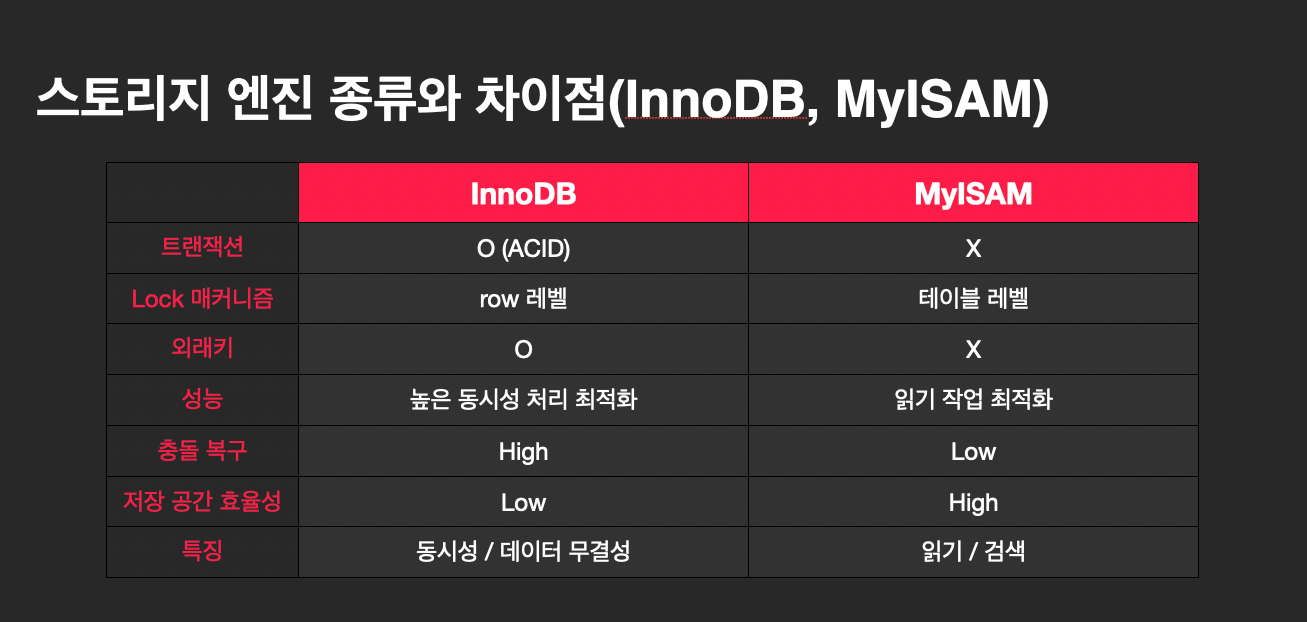 스토리지 엔진 종류와 차이점(InnoDB, MyISAM)
InnoDB MyISAM
트랜잭션 O (ACID) X
Lock 매커니즘 row 레벨 테이블 레벨
외래키 O X
성능 높은 동시성 처리 최적화 읽기 작업 최적화
충돌 복구 High Low
저장 공간 효율성 Low High
특징 동시성 / 데이터 무결성 읽기 / 검색